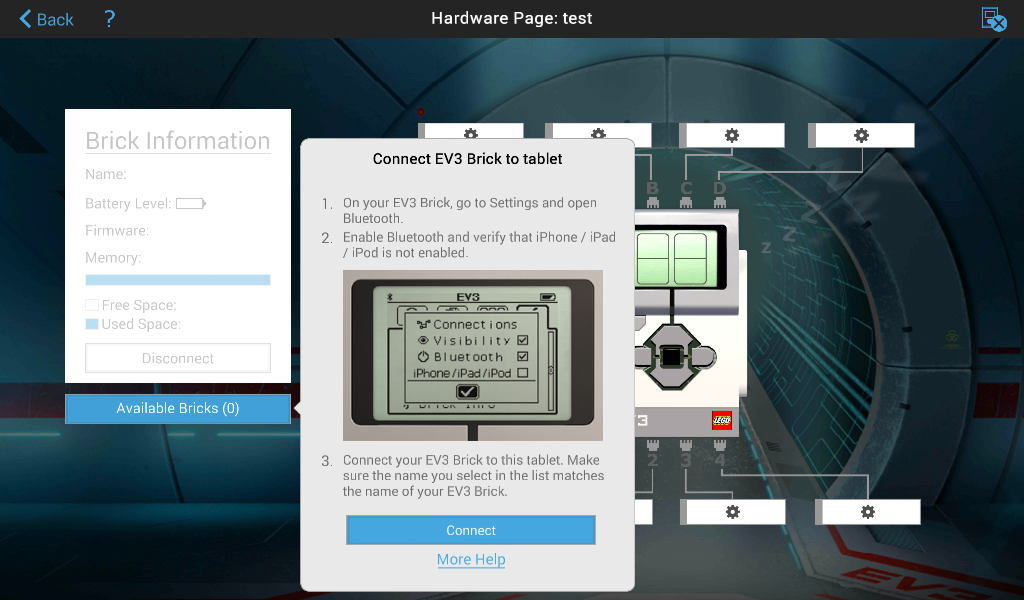 Back
?
Hardware Page: test
Brick Information
Name:
Battery Level:
Firmware:
Memory:
Free Space:
Used Space:
Disconnect
Available Bricks (0)
Connect EV3 Brick to tablet
1. On your EV3 Brick, go to Settings and open
Bluetooth.
2. Enable Bluetooth and verify that iPhone / iPad
/ iPod is not enabled.
EV3
Connections
Visibility
Bluetooth
iPhone/iPad/iPod
Brick Info
3. Connect your EV3 Brick to this tablet. Make
sure the name you select in the list matches
the name of your EV3 Brick.
Connect
More Help
B C D
z
z
z
3
LEGO
2 3 4
EV3